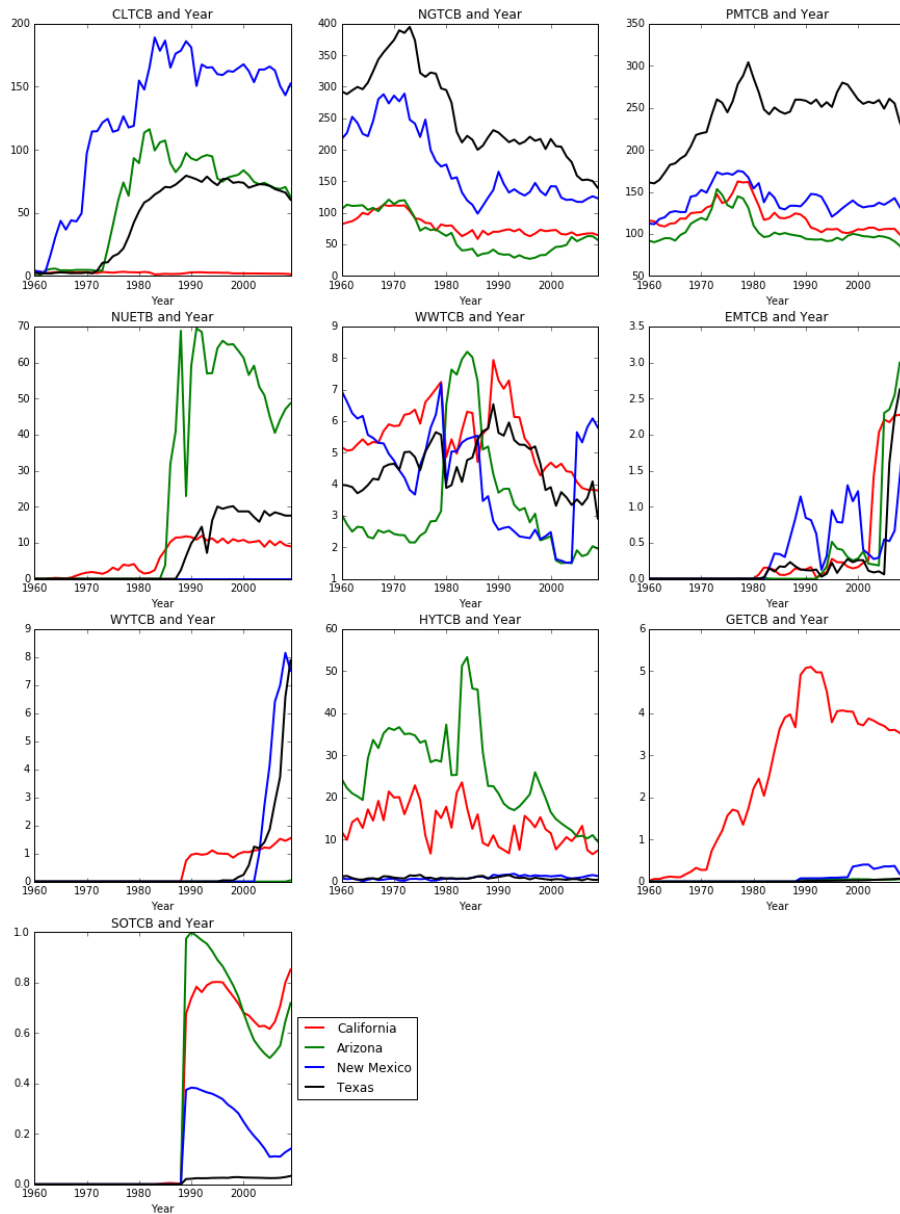 CLTCB and Year
200
150
100
50
0
1960 1970 1980 1990 2000
Year
NGTCB and Year
400
350
300
250
200
150
100
50
0
1960 1970 1980 1990 2000
Year
PMTCB and Year
350
300
250
200
150
100
50
1960 1970 1980 1990 2000
Year
NUETB and Year
70
60
50
40
30
20
10
0
1960 1970 1980 1990 2000
Year
WWTCB and Year
9
8
7
6
5
4
3
2
1
1960 1970 1980 1990 2000
Year
EMTCB and Year
3.5
3.0
2.5
2.0
1.5
1.0
0.5
0.0
1960 1970 1980 1990 2000
Year
WYTCB and Year
9
8
7
6
5
4
3
2
1
0
1960 1970 1980 1990 2000
Year
HYTCB and Year
60
50
40
30
20
10
0
1960 1970 1980 1990 2000
Year
GETCB and Year
6
5
4
3
2
1
0
1960 1970 1980 1990 2000
Year
SOTCB and Year
1.0
0.8
0.6
0.4
0.2
0.0
1960 1970 1980 1990 2000
Year
California
Arizona
New Mexico
Texas